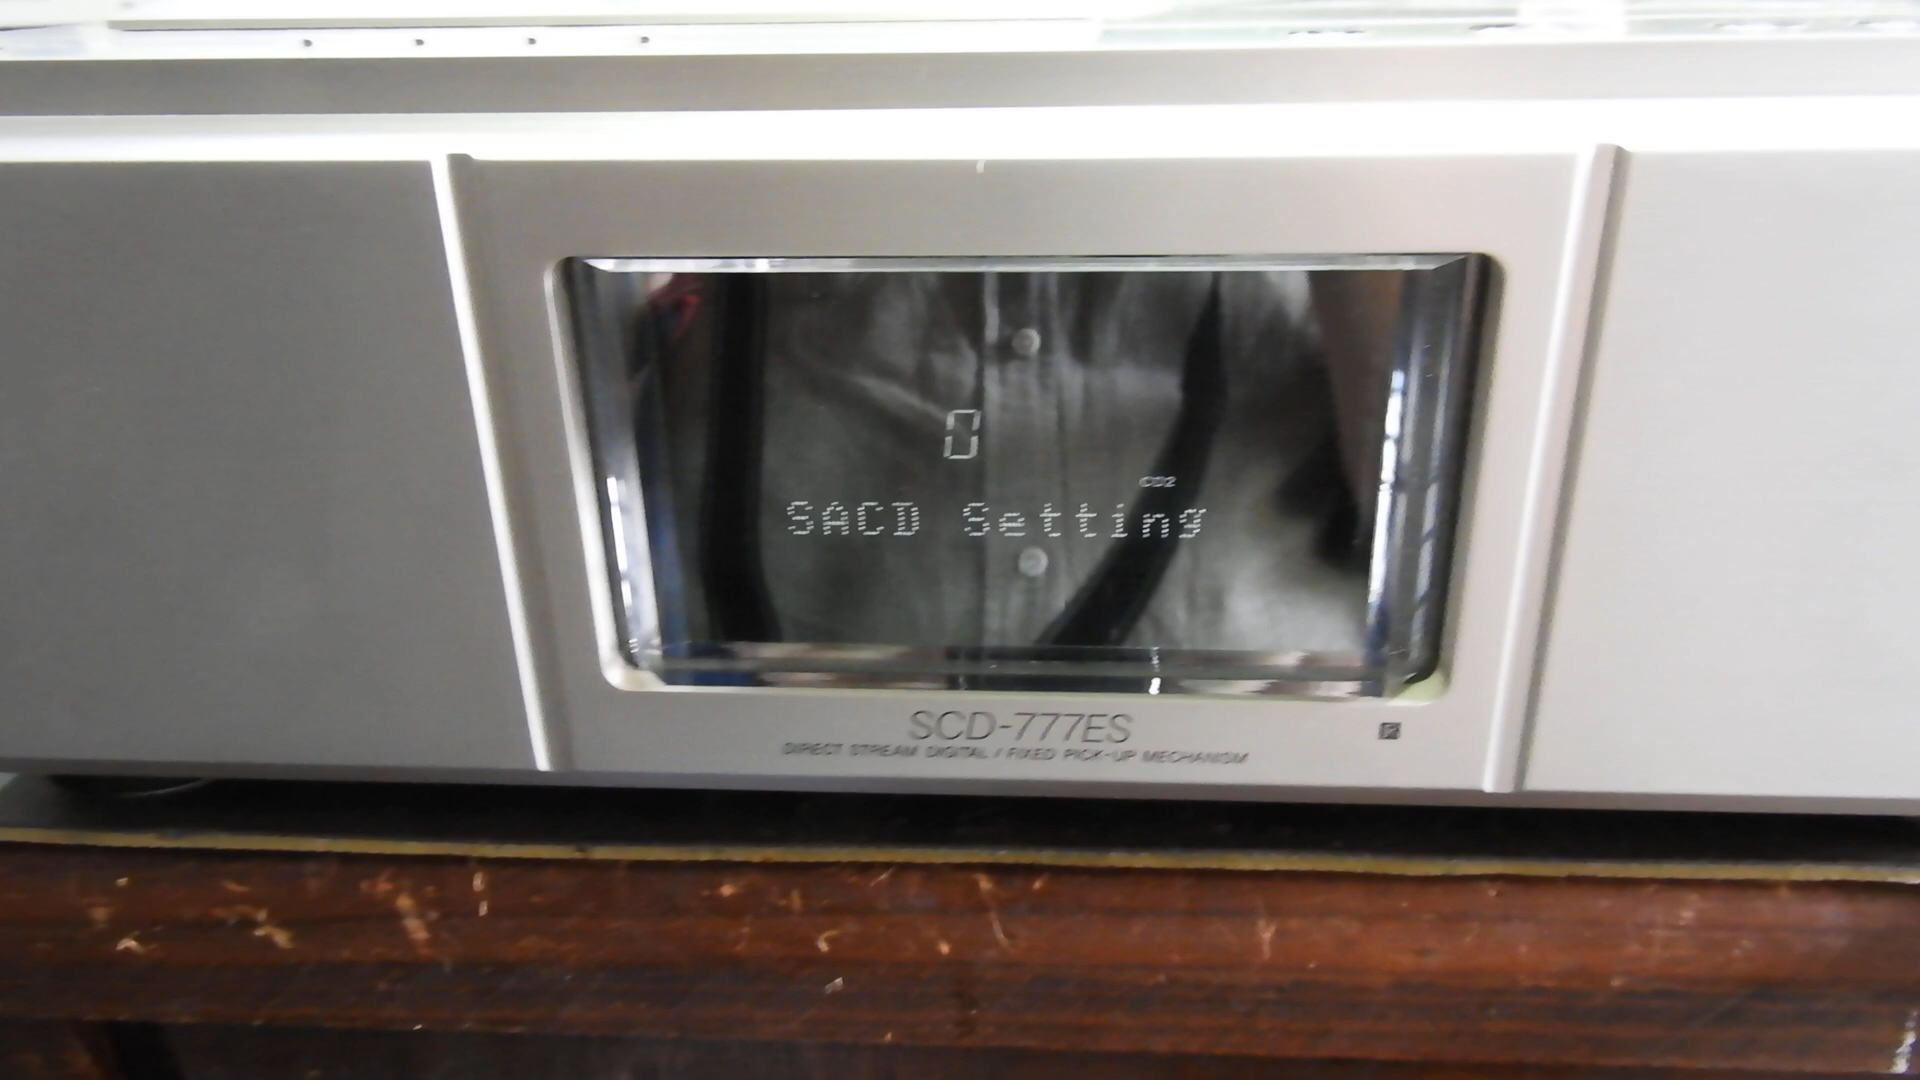 0
CD2
SACD Setting
SCD-777ES
DIRECT STREAM DIGITAL / FIXED PICK-UP MECHANISM
R